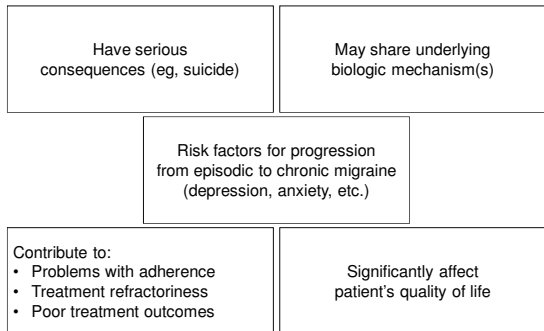 Have serious
consequences (eg, suicide)
May share underlying
biologic mechanism(s)
Risk factors for progression
from episodic to chronic migraine
(depression, anxiety, etc.)
Contribute to:
• Problems with adherence
• Treatment refractoriness
• Poor treatment outcomes
Significantly affect
patient's quality of life